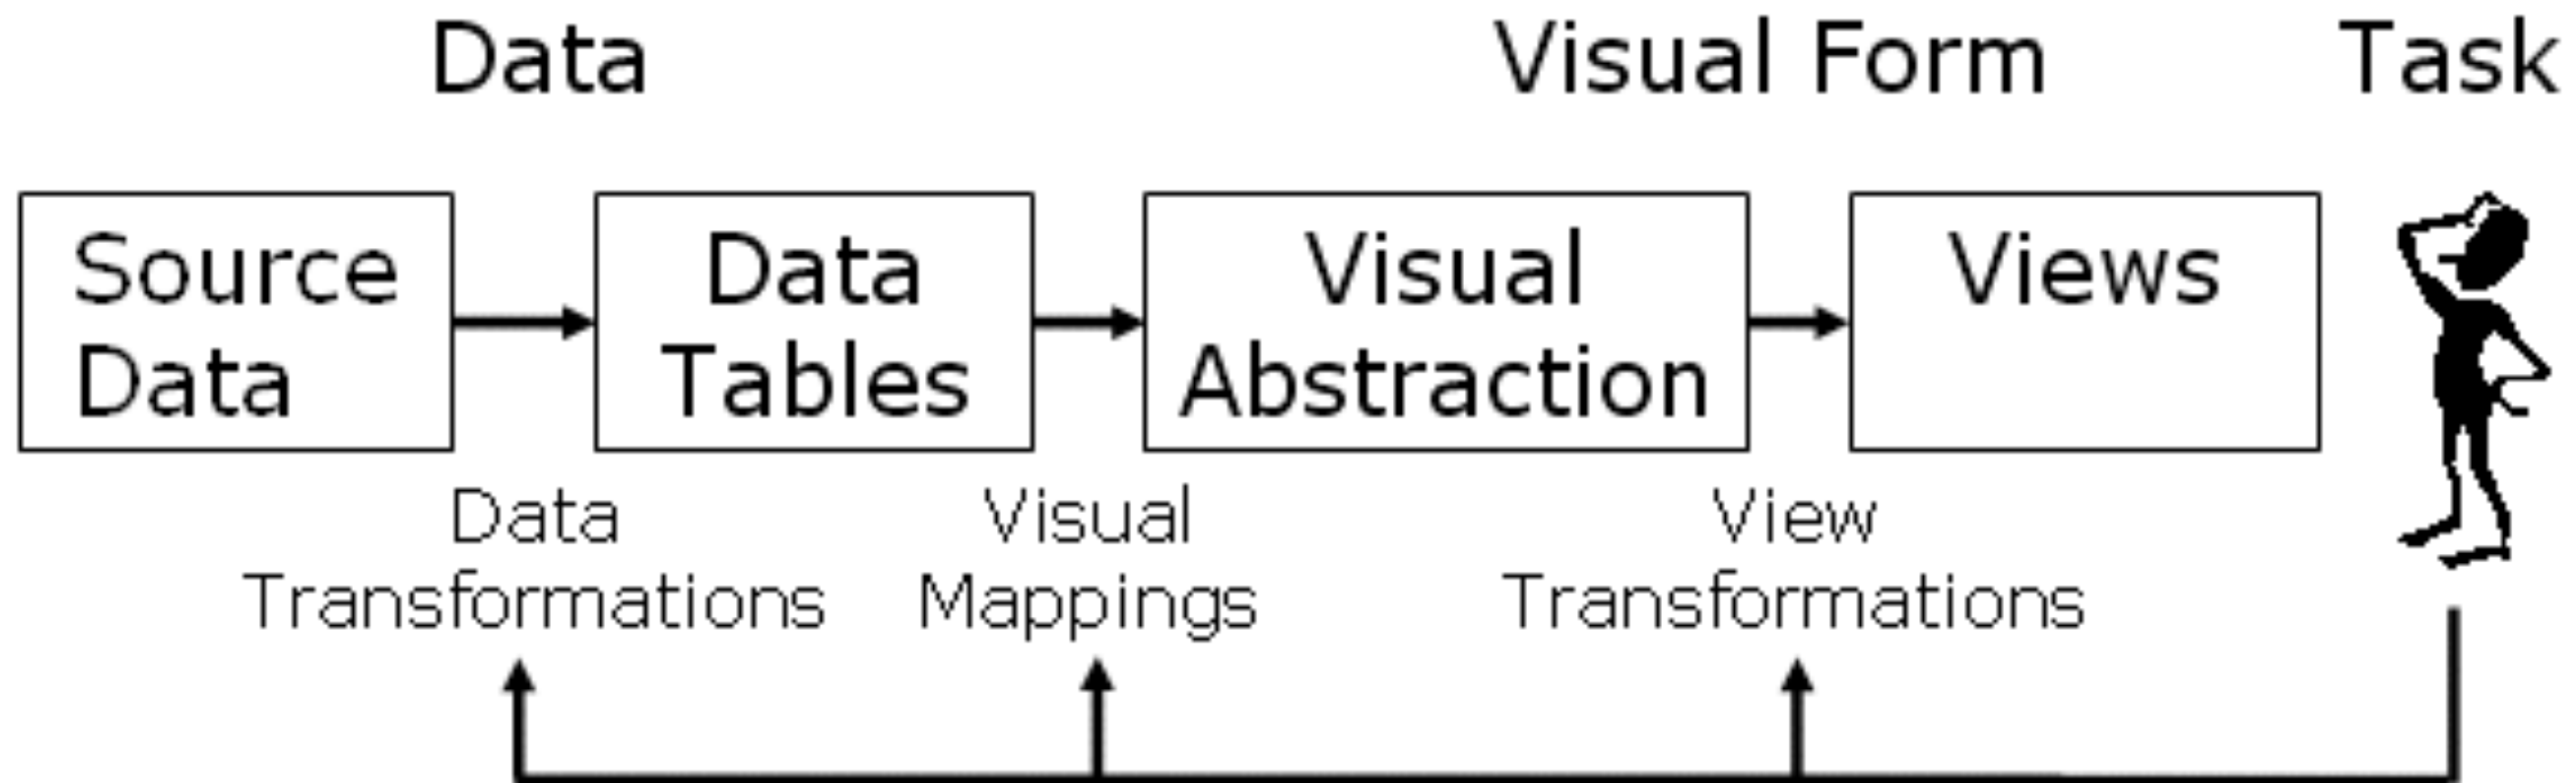 Data
Visual Form
Task
Source
Data
Data
Tables
Visual
Abstraction
Views
Data
Transformations
Visual
Mappings
View
Transformations